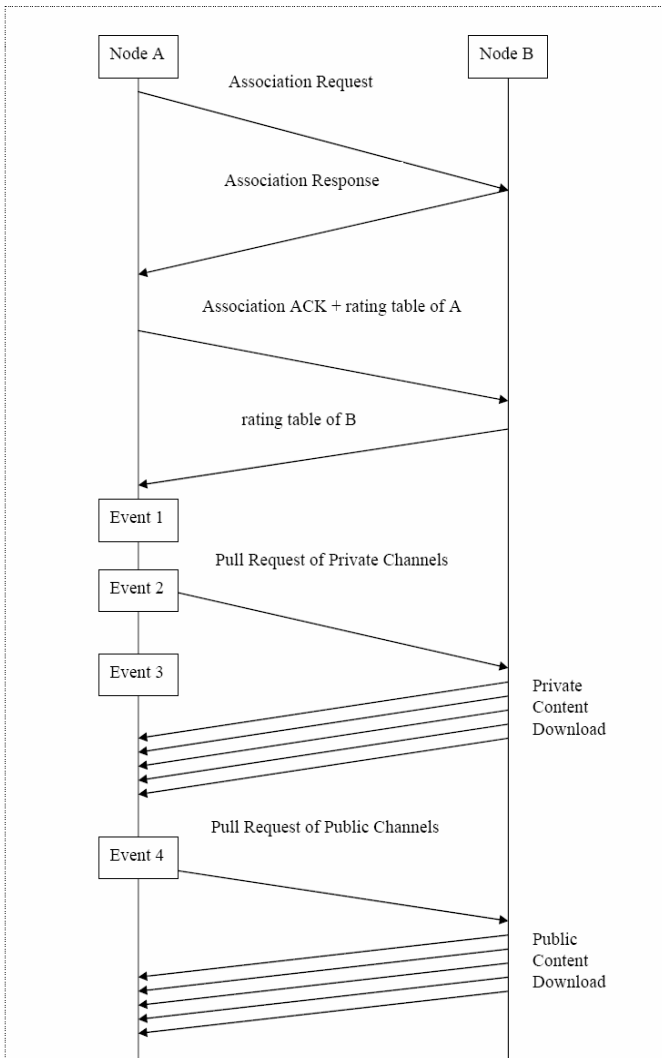 Node A
Node B
Association Request
Association Response
Association ACK + rating table of A
rating table of B
Event 1
Pull Request of Private Channels
Event 2
Event 3
Private
Content
Download
Pull Request of Public Channels
Event 4
Public
Content
Download